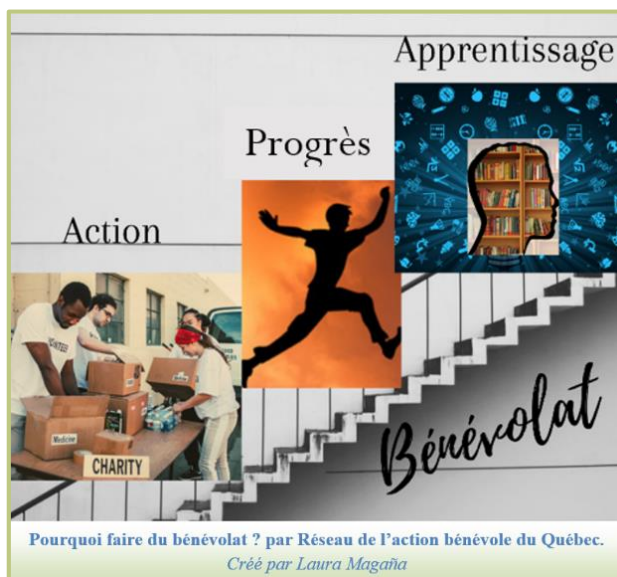 Apprentissage
Progrès
Action
Medicine
CHARITY
Bénévolat
Pourquoi faire du bénévolat ? par Réseau de l'action bénévole du Québec.
Créé par Laura Magaña